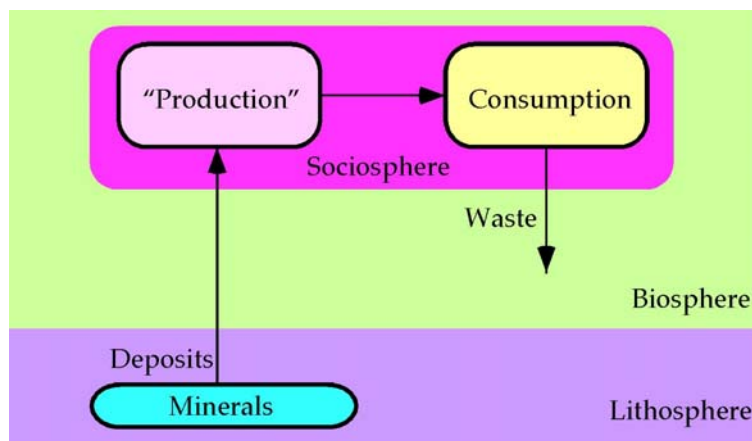 “Production”
Consumption
Sociosphere
Waste
Biosphere
Deposits
Minerals
Lithosphere